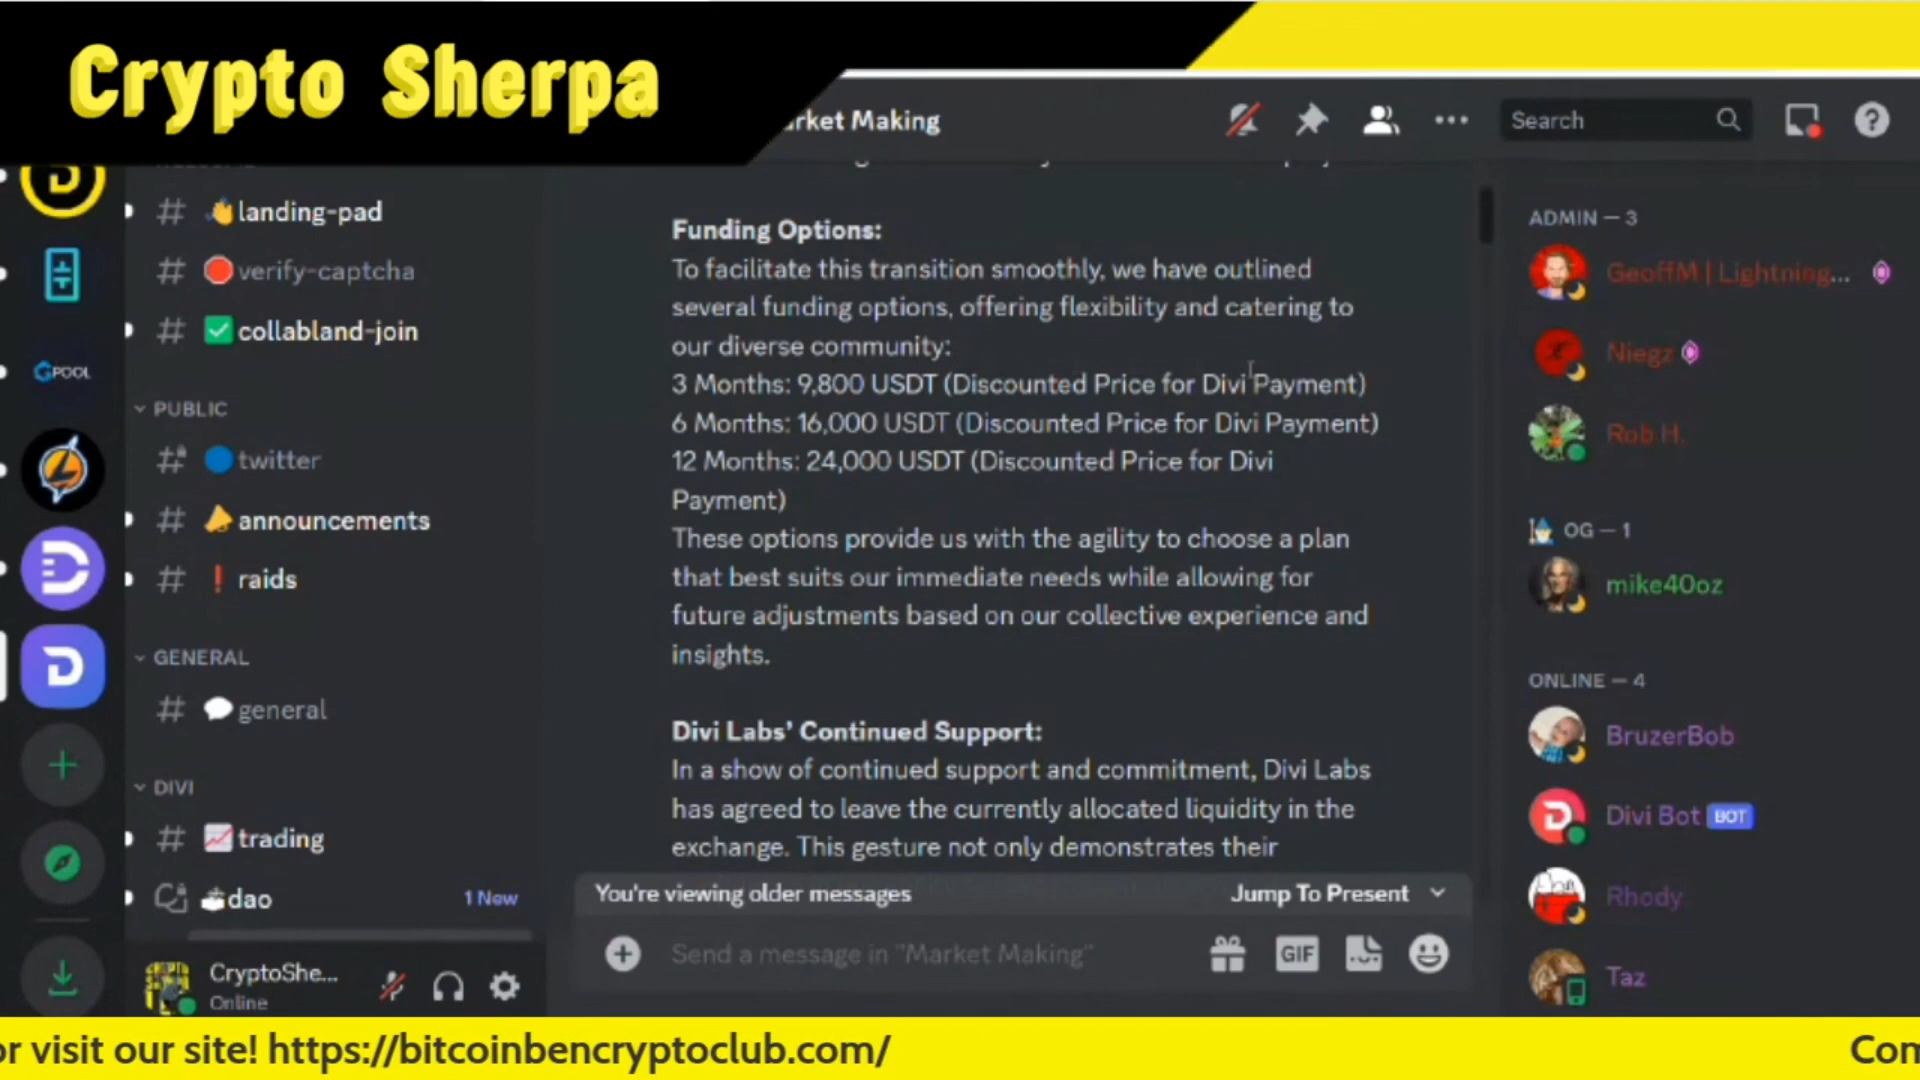 Crypto Sherpa
rket Making
Search
landing-pad
verify-captcha
collabland-join
PUBLIC
twitter
announcements
raids
GENERAL
general
DIVI
trading
dao
1 New
CryptoShe...
Online
GPOOL
Funding Options:
To facilitate this transition smoothly, we have outlined
several funding options, offering flexibility and catering to
our diverse community:
3 Months: 9,800 USDT (Discounted Price for Divi Payment)
6 Months: 16,000 USDT (Discounted Price for Divi Payment)
12 Months: 24,000 USDT (Discounted Price for Divi
Payment)
These options provide us with the agility to choose a plan
that best suits our immediate needs while allowing for
future adjustments based on our collective experience and
insights.
Divi Labs' Continued Support:
In a show of continued support and commitment, Divi Labs
has agreed to leave the currently allocated liquidity in the
exchange. This gesture not only demonstrates their
You're viewing older messages
Jump To Present
Send a message in "Market Making"
GIF
ADMIN — 3
GeoffM | Lightning...
Niegz
Rob H.
OG — 1
mike40oz
ONLINE — 4
BruzerBob
Divi Bot BOT
Rhody
Taz
or visit our site! https://bitcoinbencryptoclub.com/
Com